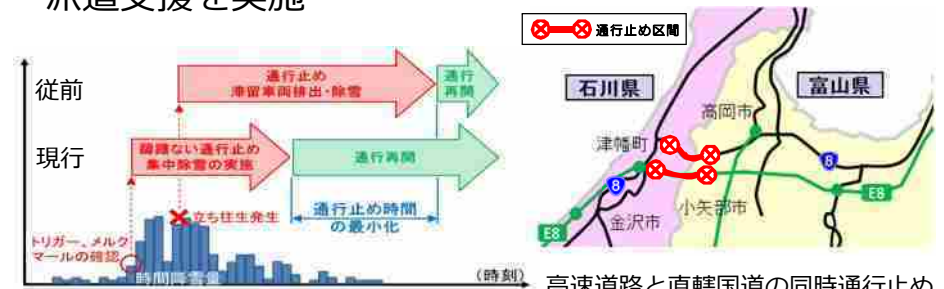 派遣支援を実施
従前
通行止め
滞留車両排出・除雪
通行
再開
現行
躊躇ない通行止め
集中除雪の実施
通行再開
立ち往生発生
通行止め時間
の最小化
トリガー、メルク
マールの確認
時間降雪量
(時刻)
通行止め区間
石川県
富山県
高岡市
津幡町
8
8
小矢部市
E8
金沢市
E8
高速道路と直轄国道の同時通行止め